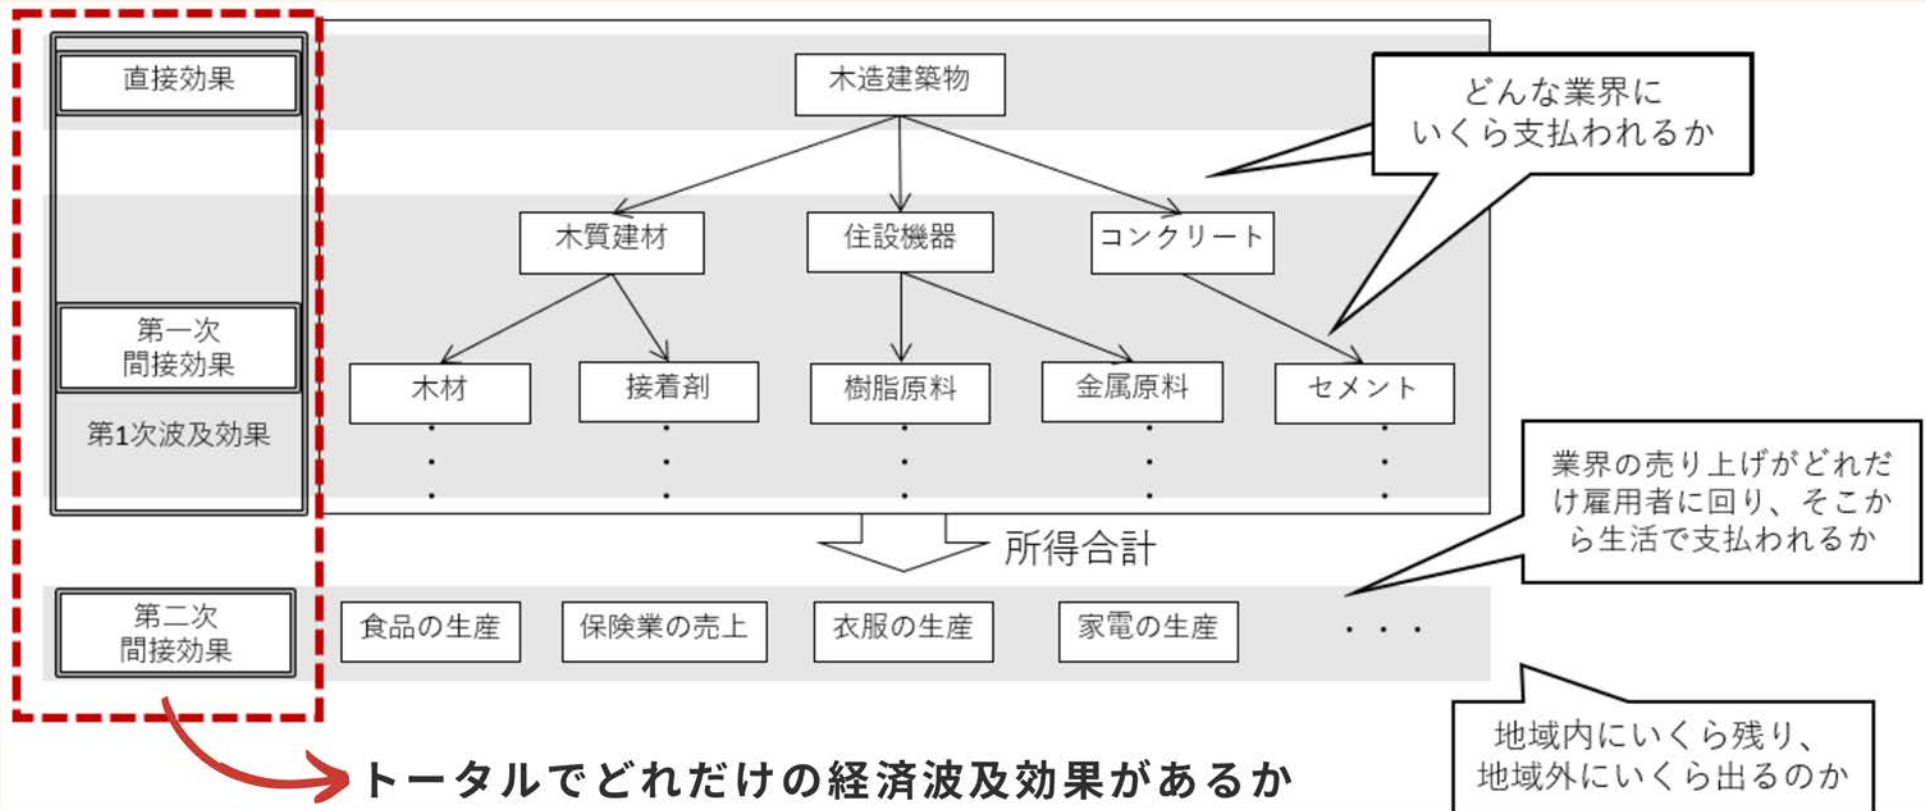 直接効果
木造建築物
どんな業界に
いくら支払われるか
木質建材
住設機器
コンクリート
第一次
間接効果
木材
接着剤
樹脂原料
金属原料
セメント
第1次波及効果
業界の売り上げがどれだ
け雇用者に回り、そこか
ら生活で支払われるか
所得合計
第二次
間接効果
食品の生産
保険業の売上
衣服の生産
家電の生産
・・・
地域内にいくら残り、
地域外にいくら出るのか
トータルでどれだけの経済波及効果があるか